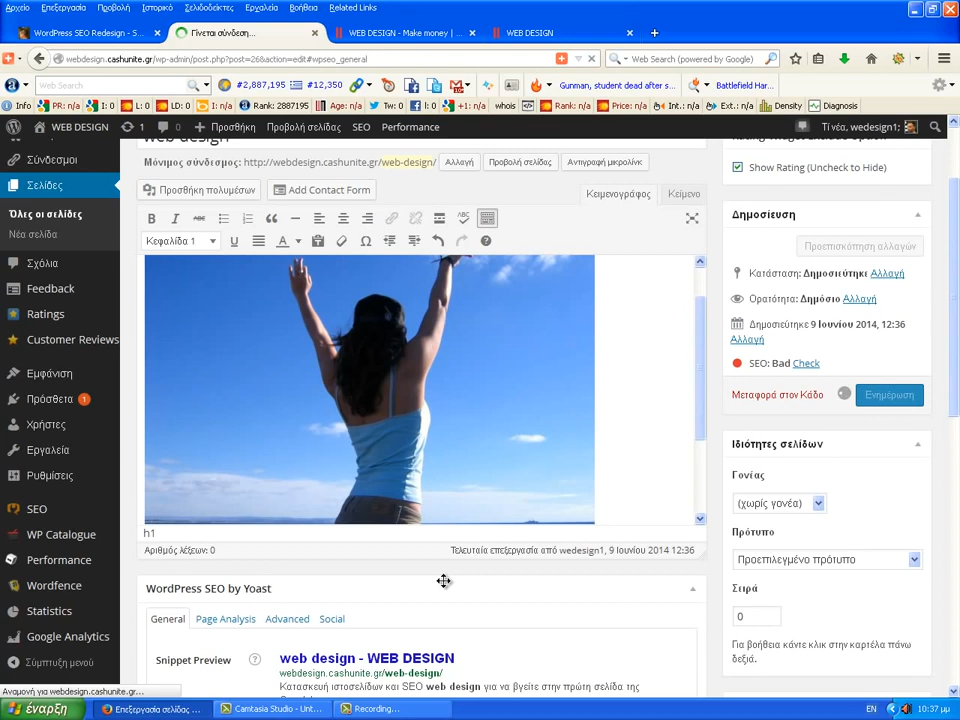 Αρχείο Επεξεργασία Προβολή Ιστορικό Σελιδοδείκτες Εργαλεία Βοήθεια Related Links
WordPress SEO Redesign - S...
Γίνεται σύνδεση...
WEB DESIGN - Make money | ...
WEB DESIGN
webdesign.cashunite.gr/wp-admin/post.php?post=26&action=edit#wpseo_general
Web Search (powered by Google)
Web Search
#2,887,195
#12,350
Gunman, student dead after s...
Battlefield Har...
Info PR: n/a I: 0 L: 0 LD: 0 I: n/a Rank: 2887195 Age: n/a Tw: 0 l: 0 +1: n/a whois Rank: n/a Price: n/a Int.: n/a Ext.: n/a Density Diagnosis
WEB DESIGN 1 0 Προσθήκη Προβολή σελίδας SEO Performance
Τι νέα, wedesign1;
Σύνδεσμοι
Σελίδες
Όλες οι σελίδες
Νέα σελίδα
Σχόλια
Feedback
Ratings
Customer Reviews
Εμφάνιση
Πρόσθετα 1
Χρήστες
Εργαλεία
Ρυθμίσεις
SEO
WP Catalogue
Performance
Wordfence
Statistics
Google Analytics
Σύμπτυξη μενού
web design
Μόνιμος σύνδεσμος: http://webdesign.cashunite.gr/web-design/ Αλλαγή Προβολή σελίδας Αντιγραφή μικρολίνκ
Προσθήκη πολυμέσων Add Contact Form
Κειμενογράφος Κείμενο
B I ABC
Κεφαλίδα 1 U A
h1
Αριθμός λέξεων: 0
Τελευταία επεξεργασία από wedesign1, 9 Ιουνίου 2014 12:36
WordPress SEO by Yoast
General Page Analysis Advanced Social
Snippet Preview
web design - WEB DESIGN
webdesign.cashunite.gr/web-design/
Κατασκευή ιστοσελίδων και SEO web design για να βγείτε στην πρώτη σελίδα της
Show Rating (Uncheck to Hide)
Δημοσίευση
Προεπισκόπηση αλλαγών
Κατάσταση: Δημοσιεύτηκε Αλλαγή
Ορατότητα: Δημόσιο Αλλαγή
Δημοσιεύτηκε 9 Ιουνίου 2014, 12:36
Αλλαγή
SEO: Bad Check
Μεταφορά στον Κάδο
Ενημέρωση
Ιδιότητες σελίδων
Γονέας
(χωρίς γονέα)
Πρότυπο
Προεπιλεγμένο πρότυπο
Σειρά
0
Για βοήθεια κάντε κλικ στην καρτέλα πάνω
δεξιά.
Αναμονή για webdesign.cashunite.gr...
έναρξη
Επεξεργασία σελίδας ...
Camtasia Studio - Unt...
Recording...
EN
10:37 μμ